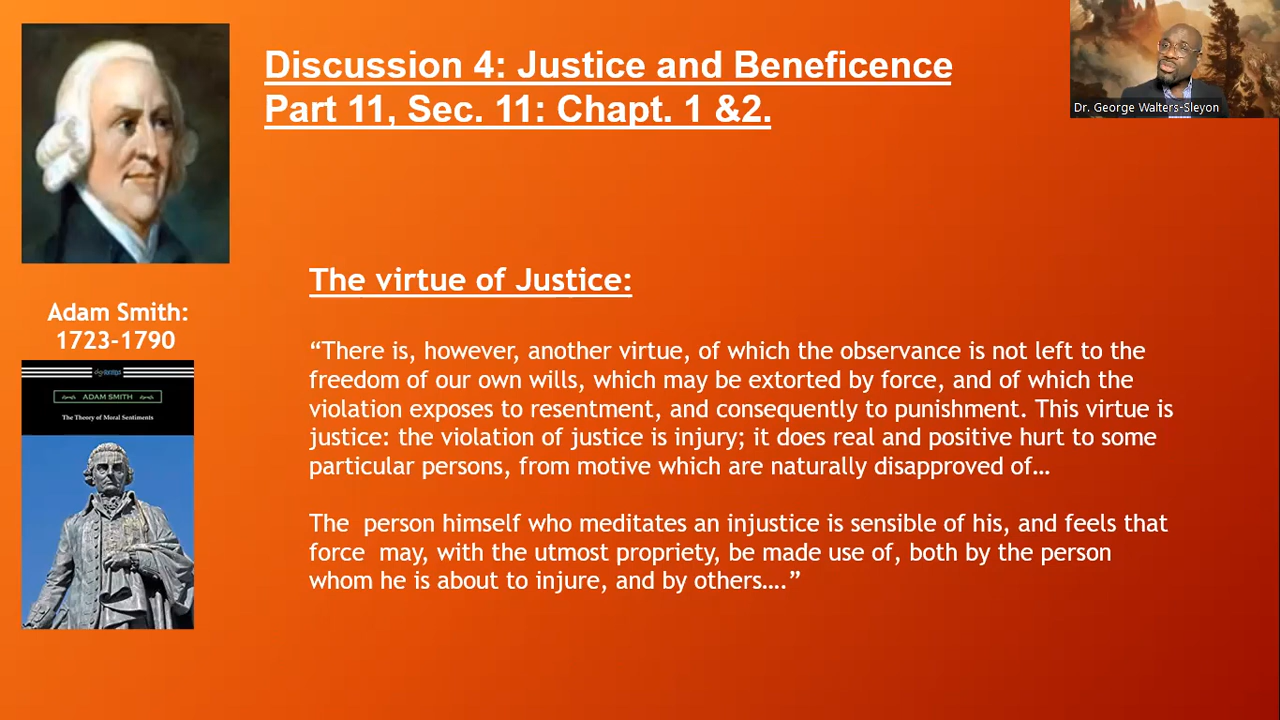 Discussion 4: Justice and Beneficence
Part 11, Sec. 11: Chapt. 1 &2.
Dr. George Walters-Sleyon
The virtue of Justice:
Adam Smith:
1723-1790
“There is, however, another virtue, of which the observance is not left to the
freedom of our own wills, which may be extorted by force, and of which the
violation exposes to resentment, and consequently to punishment. This virtue is
justice: the violation of justice is injury; it does real and positive hurt to some
particular persons, from motive which are naturally disapproved of…
The person himself who meditates an injustice is sensible of his, and feels that
force may, with the utmost propriety, be made use of, both by the person
whom he is about to injure, and by others….”
ADAM SMITH
The Theory of Moral Sentiments